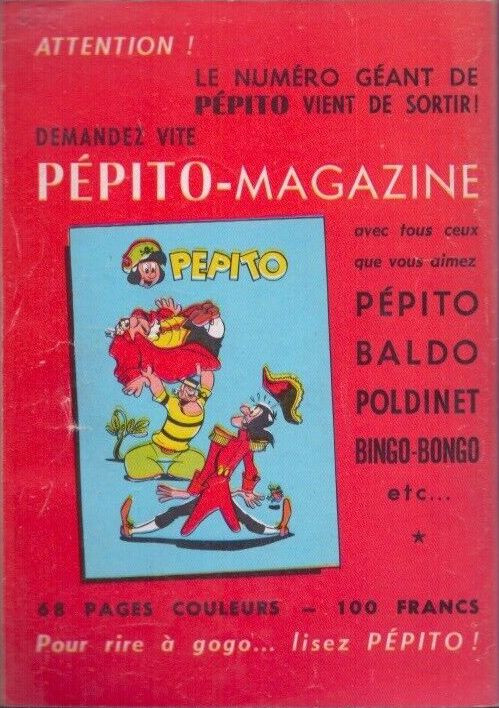 ATTENTION !
LE NUMÉRO GÉANT DE
PÉPITO VIENT DE SORTIR!
DEMANDEZ VITE
PÉPITO-MAGAZINE
PEPITO
avec tous ceux
que vous aimez
PÉPITO
BALDO
POLDINET
BINGO-BONGO
etc...
68 PAGES COULEURS — 100 FRANCS
Pour rire à gogo... lisez PÉPITO !